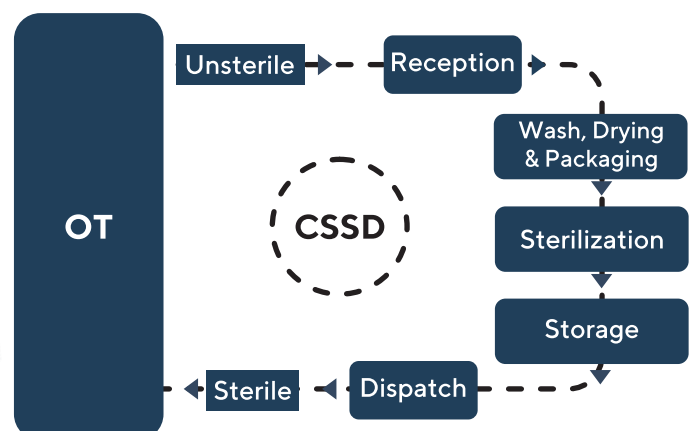 Unsterile
Reception
Wash, Drying
& Packaging
OT
CSSD
Sterilization
Storage
Dispatch
Sterile